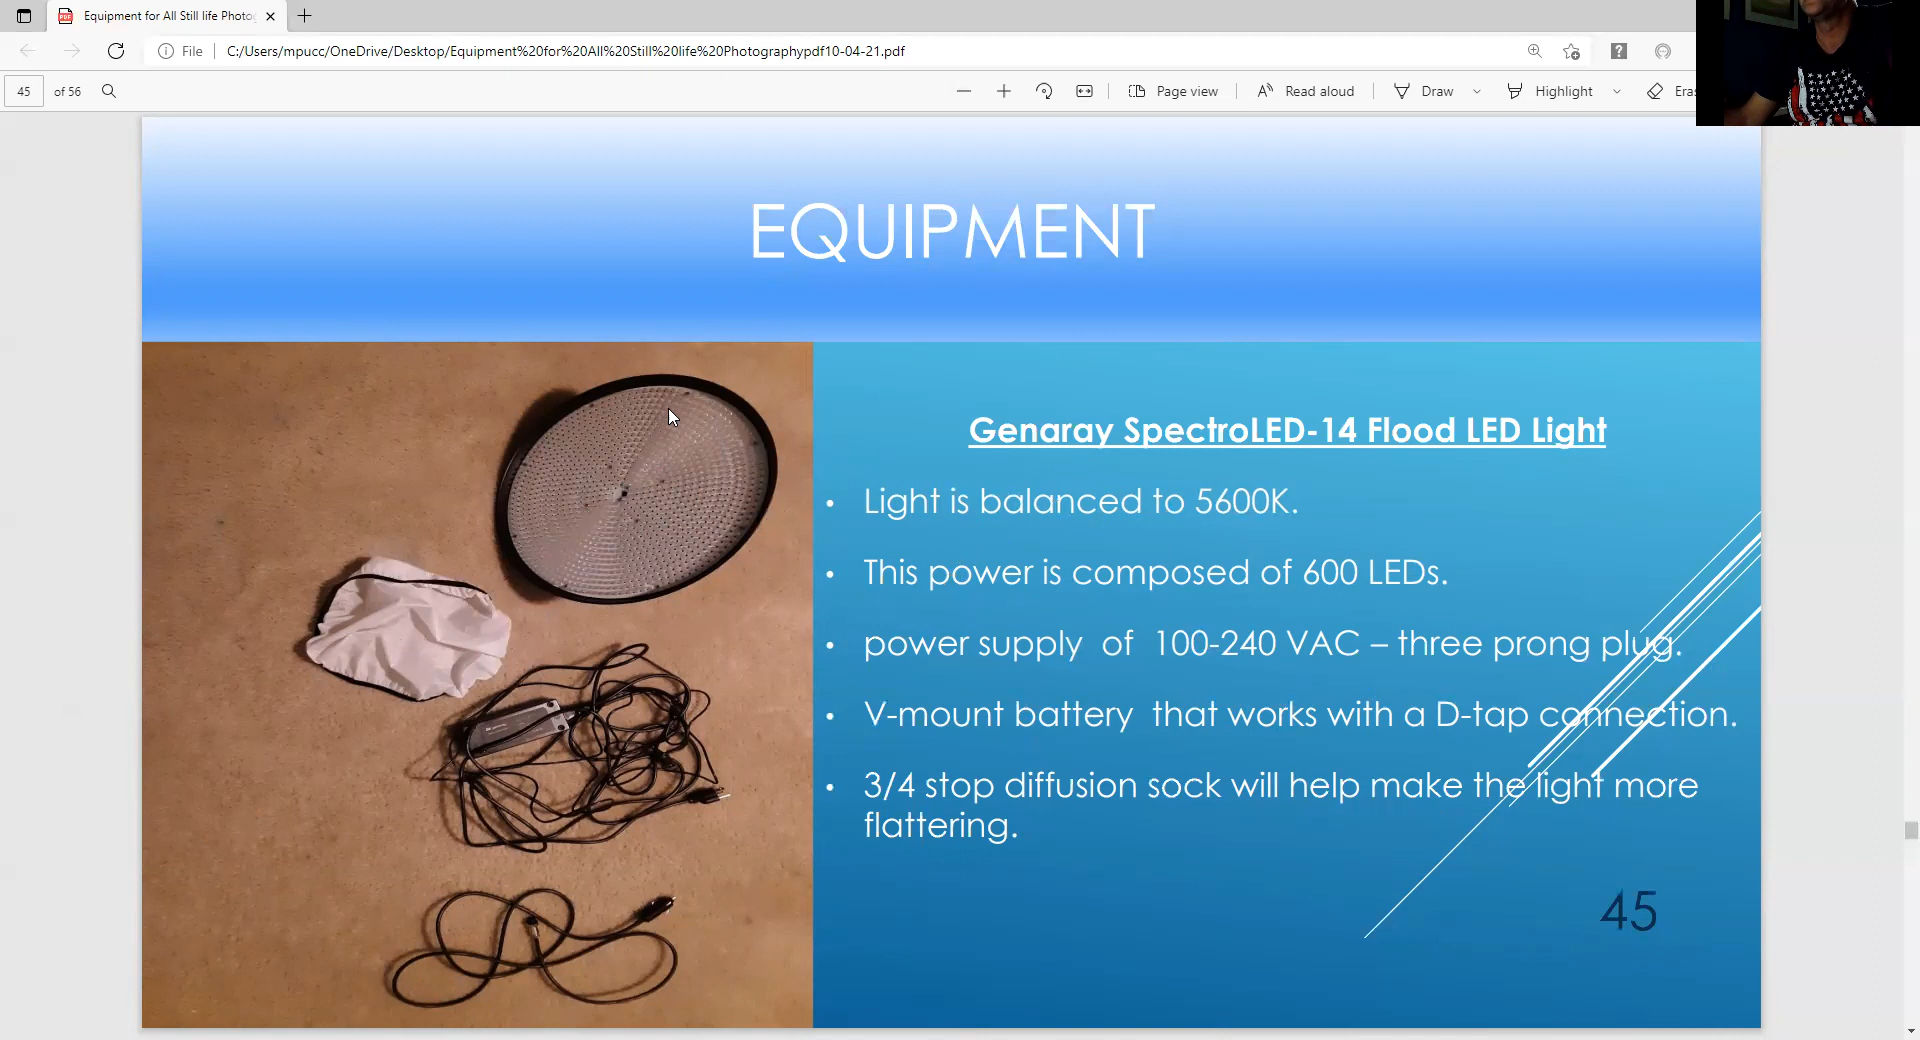 Equipment for All Still life Photog
File
C:/Users/mpucc/OneDrive/Desktop/Equipment%20for%20All%20Still%20life%20Photographypdf10-04-21.pdf
45 of 56
Page view
Read aloud
Draw
Highlight
Eras
EQUIPMENT
Genaray SpectroLED-14 Flood LED Light
• Light is balanced to 5600K.
• This power is composed of 600 LEDs.
• power supply of 100-240 VAC – three prong plug.
• V-mount battery that works with a D-tap connection.
• 3/4 stop diffusion sock will help make the light more
flattering.
45